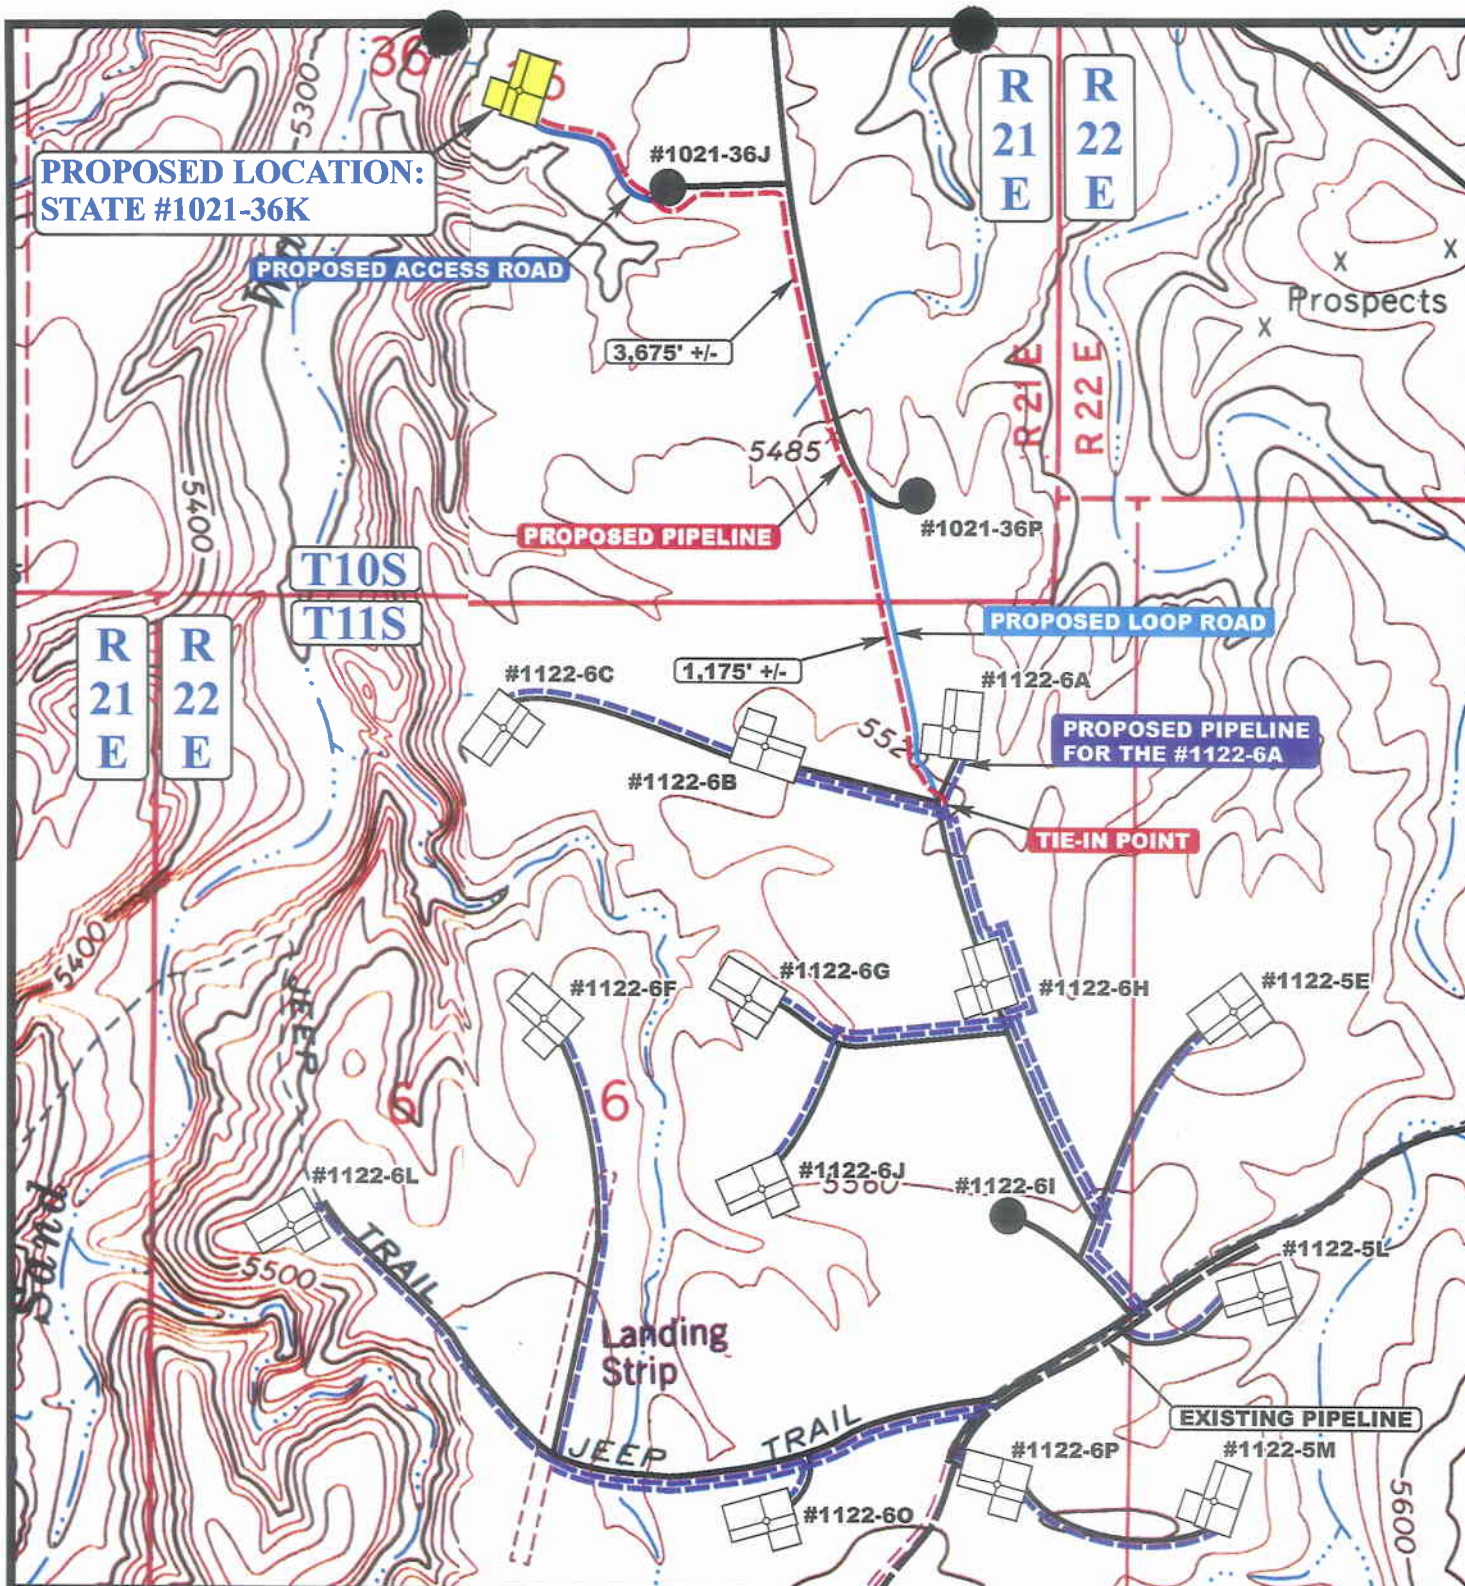 36
5300
R
21
E
R
22
E
#1021-36J
PROPOSED LOCATION:
STATE #1021-36K
PROPOSED ACCESS ROAD
Prospects
3,675' +/-
R 21 E
R 22 E
5485
PROPOSED PIPELINE
#1021-36P
5400
T10S
T11S
PROPOSED LOOP ROAD
R
21
E
R
22
E
1,175' +/-
#1122-6C
#1122-6A
PROPOSED PIPELINE
FOR THE #1122-6A
#1122-6B
TIE-IN POINT
5400
JEEP
#1122-6F
#1122-6G
#1122-6H
#1122-5E
6
6
#1122-6L
#1122-6J
5560
#1122-6I
Sand
TRAIL
5500
#1122-5L
Landing
Strip
JEEP
TRAIL
EXISTING PIPELINE
#1122-6P
#1122-5M
#1122-6O
5600